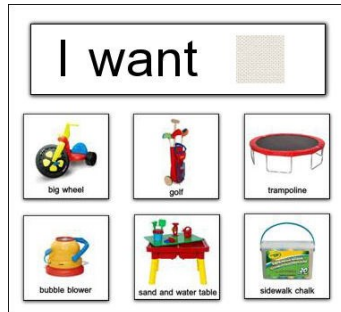 I want
big wheel
golf
trampoline
bubble blower
sand and water table
sidewalk chalk